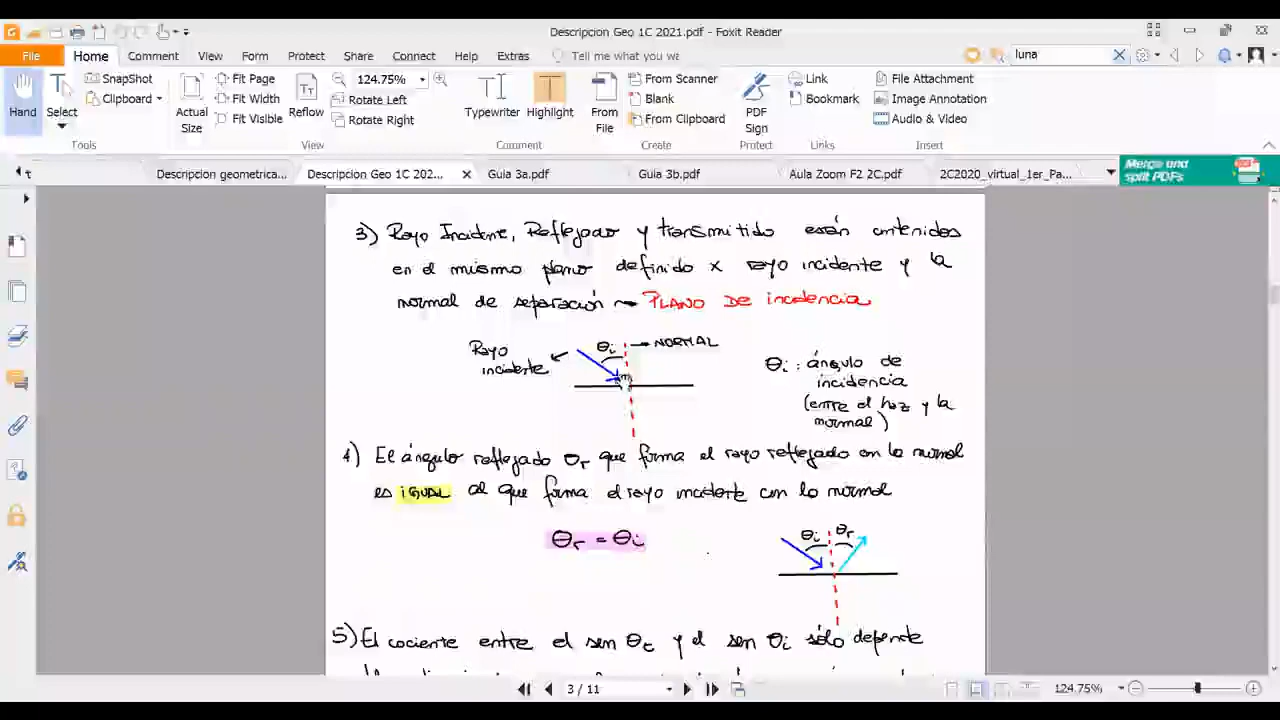 Descripcion Geo 1C 2021.pdf - Foxit Reader
File Home Comment View Form Protect Share Connect Help Extras Tell me what you wa luna
Hand Select SnapShot Clipboard Actual Size Fit Page Fit Width Fit Visible Reflow 124.75% Rotate Left Rotate Right Typewriter Highlight From File From Scanner Blank From Clipboard PDF Sign Link Bookmark File Attachment Image Annotation Audio & Video
Tools View Comment Create Protect Links Insert
Descripcion geometrica... Descripcion Geo 1C 202... Guia 3a.pdf Guia 3b.pdf Aula Zoom F2 2C.pdf 2C2020_virtual_1er_Pa... Merge und split PDFs
3) Rayo Incidente, Reflejado y transmitido están contenidos
en el mismo plano definido x rayo incidente y la
normal de separación PLANO DE incidencia
Rayo incidente θi NORMAL
θi : ángulo de
incidencia
(entre el haz y la
normal)
4) El ángulo reflejado θr que forma el rayo reflejado con la normal
es IGUAL al que forma el rayo incidente con la normal
θr = θi
θi θr
5) El cociente entre el sen θt y el sen θi sólo depende
3 / 11 124.75%